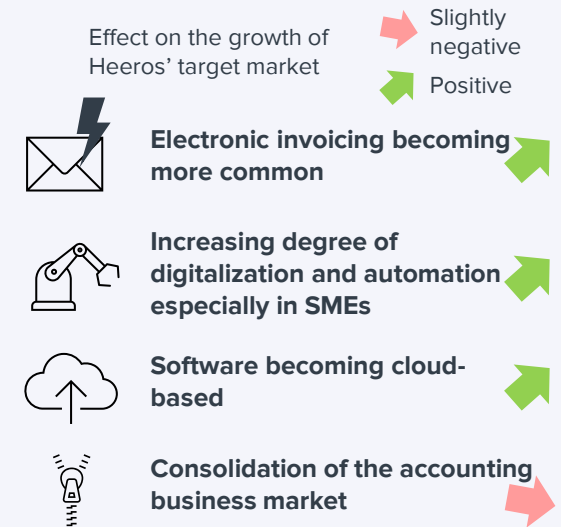 Effect on the growth of
Heeros’ target market
Slightly
negative
Positive
Electronic invoicing becoming
more common
Increasing degree of
digitalization and automation
especially in SMEs
Software becoming cloud-
based
Consolidation of the accounting
business market